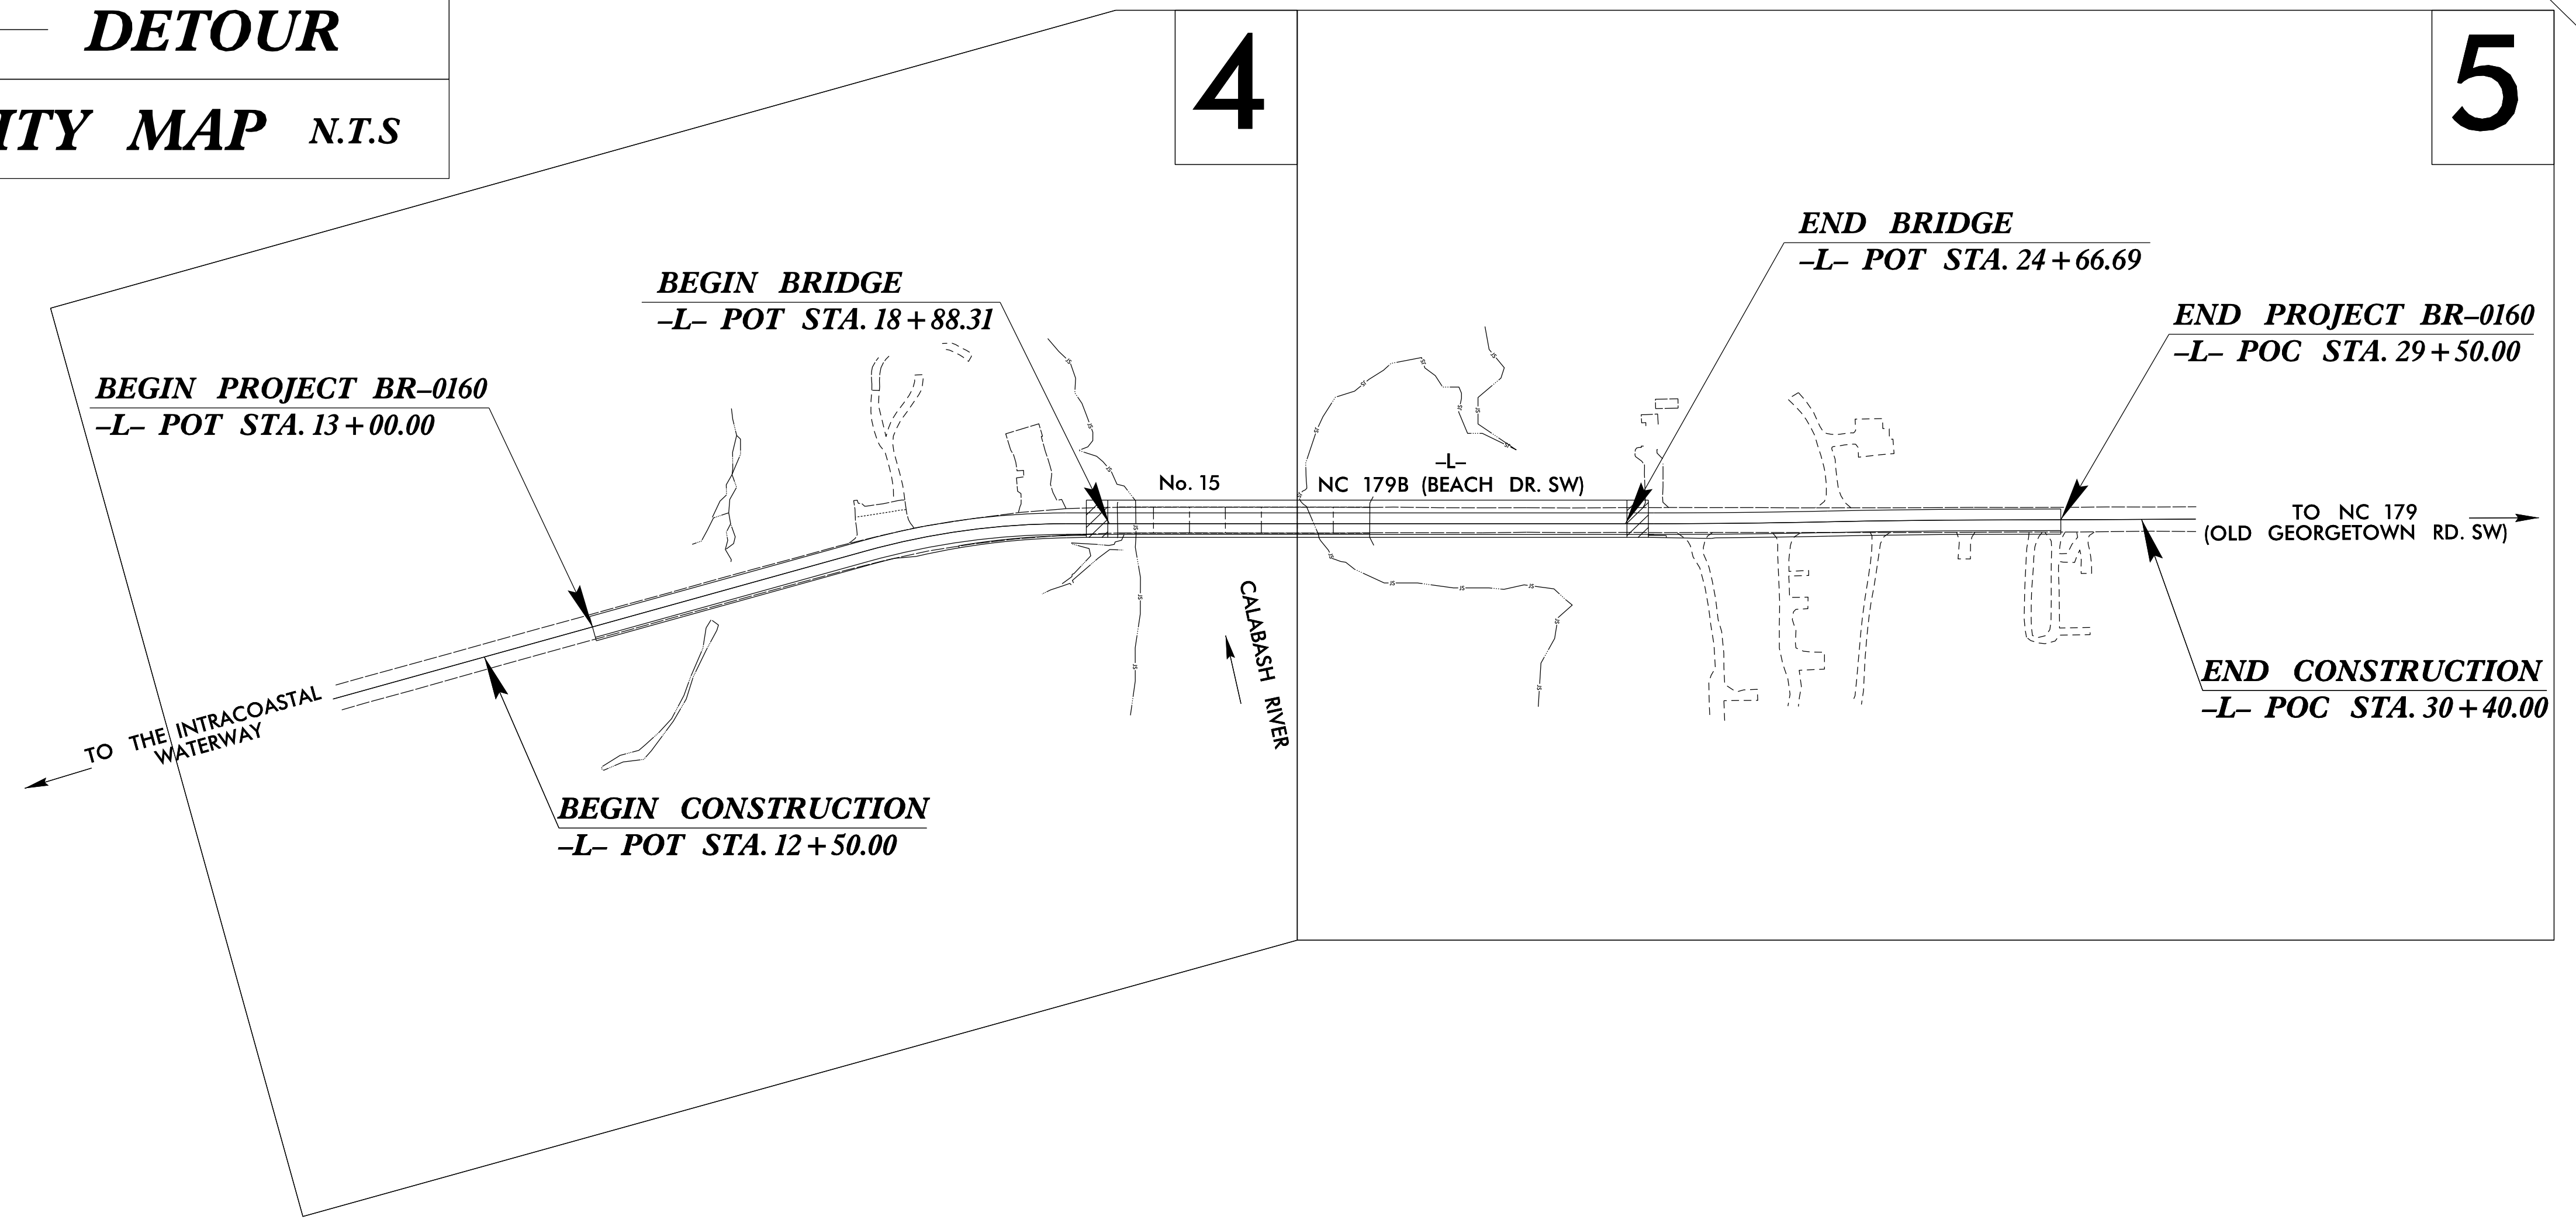 DETOUR
MAP N.T.S
4
5
END BRIDGE
–L– POT STA. 24+66.69
BEGIN BRIDGE
–L– POT STA. 18+88.31
END PROJECT BR–0160
–L– POC STA. 29+50.00
BEGIN PROJECT BR–0160
–L– POT STA. 13+00.00
–L–
No. 15
NC 179B (BEACH DR. SW)
TO NC 179
(OLD GEORGETOWN RD. SW)
CALABASH RIVER
END CONSTRUCTION
–L– POC STA. 30+40.00
TO THE INTRACOASTAL
WATERWAY
BEGIN CONSTRUCTION
–L– POT STA. 12+50.00